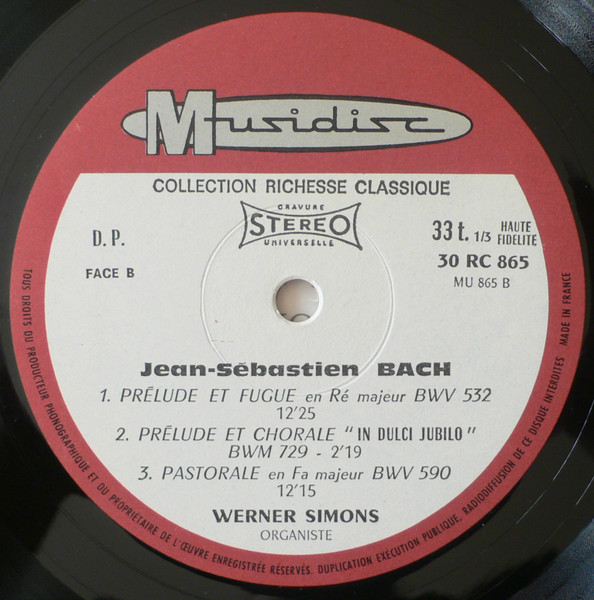 Musidisc
COLLECTION RICHESSE CLASSIQUE
GRAVURE
STEREO
UNIVERSELLE
D.P.
FACE B
33 t. 1/3 HAUTE FIDELITE
30 RC 865
MU 865 B
Jean-Sébastien BACH
1. PRÉLUDE ET FUGUE en Ré majeur BWV 532
12'25
2. PRÉLUDE ET CHORALE "IN DULCI JUBILO"
BWM 729 - 2'19
3. PASTORALE en Fa majeur BWV 590
12'15
WERNER SIMONS
ORGANISTE
TOUS DROITS DU PRODUCTEUR PHONOGRAPHIQUE ET DU PROPRIETAIRE DE L'ŒUVRE ENREGISTRÉE RÉSERVÉS. DUPLICATION EXÉCUTION PUBLIQUE, RADIODIFFUSION DE CE DISQUE INTERDITES. MADE IN FRANCE